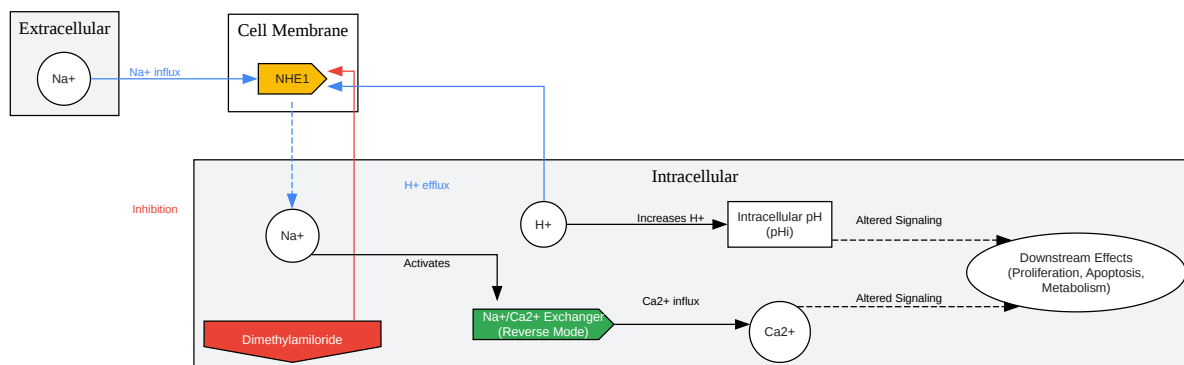 Extracellular
Cell Membrane
Na+
Na+ influx
NHE1
Intracellular
H+ efflux
Inhibition
Na+
H+
Increases H+
Intracellular pH
(pHi)
Altered Signaling
Activates
Downstream Effects
(Proliferation, Apoptosis,
Metabolism)
Na+/Ca2+ Exchanger
(Reverse Mode)
Ca2+ influx
Ca2+
Altered Signaling
Dimethylamiloride